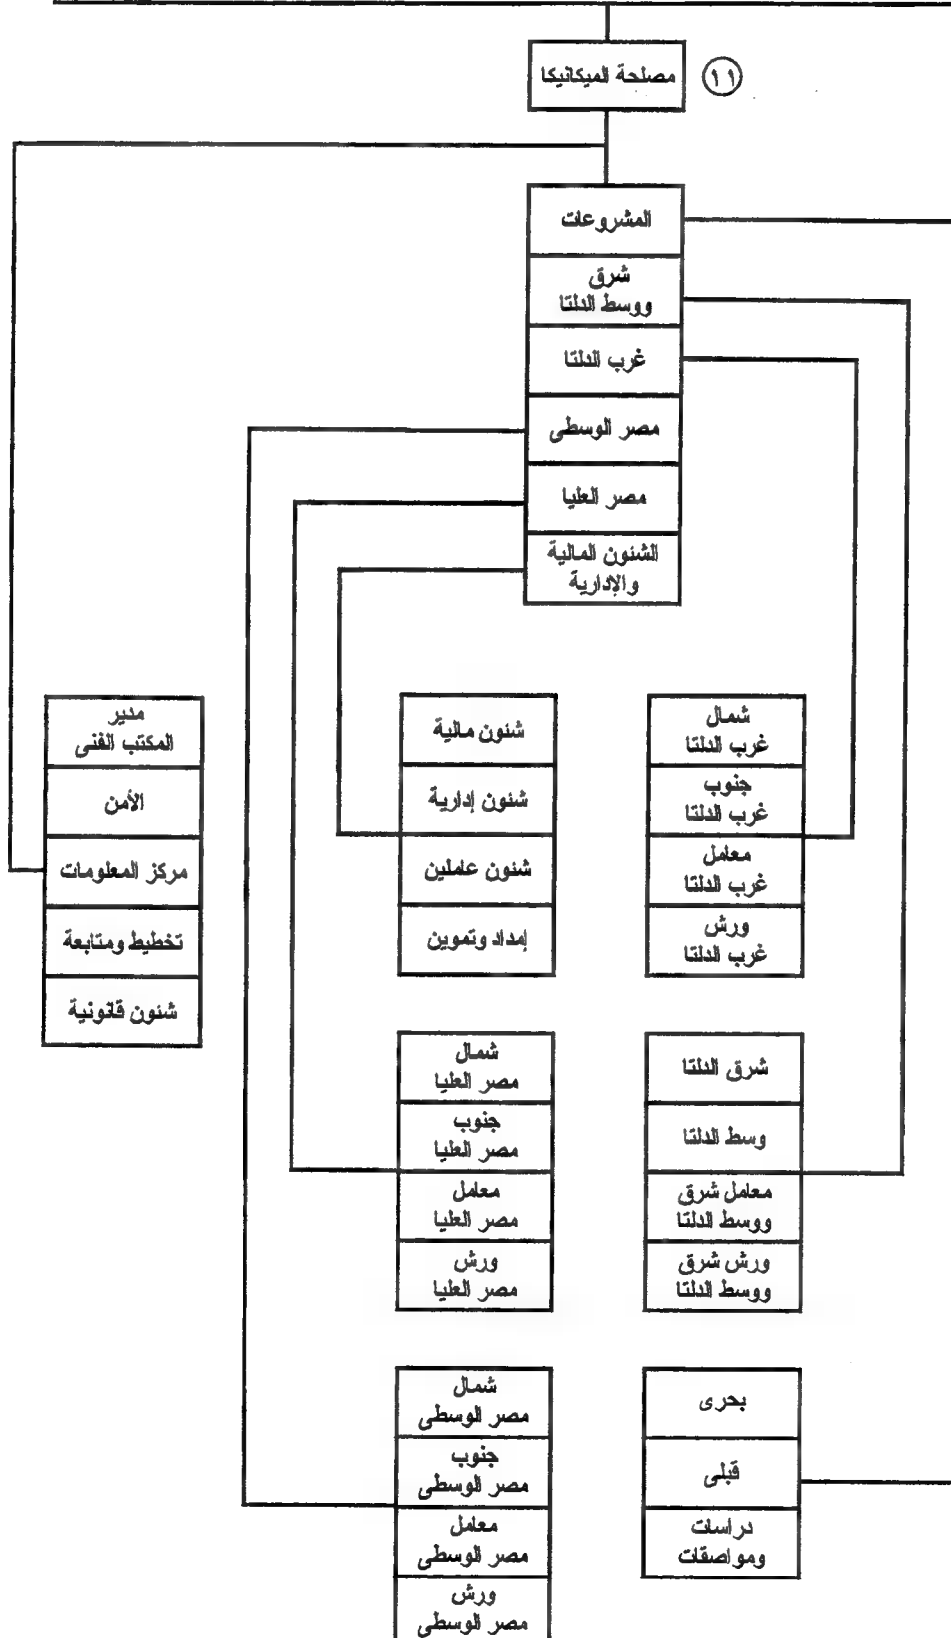 ١١
مصلحة الميكانيكا
المشروعات
شرق
ووسط الدلتا
غرب الدلتا
مصر الوسطى
مصر العليا
الشئون المالية
والإدارية
شمال
غرب الدلتا
جنوب
غرب الدلتا
معامل
غرب الدلتا
ورش
غرب الدلتا
شئون مالية
شئون إدارية
شئون عاملين
إمداد وتموين
مدير
المكتب الفنى
الأمن
مركز المعلومات
تخطيط ومتابعة
شئون قانونية
شرق الدلتا
وسط الدلتا
معامل شرق
ووسط الدلتا
ورش شرق
ووسط الدلتا
شمال
مصر العليا
جنوب
مصر العليا
معامل
مصر العليا
ورش
مصر العليا
بحرى
قبلى
دراسات
ومواصفات
شمال
مصر الوسطى
جنوب
مصر الوسطى
معامل
مصر الوسطى
ورش
مصر الوسطى